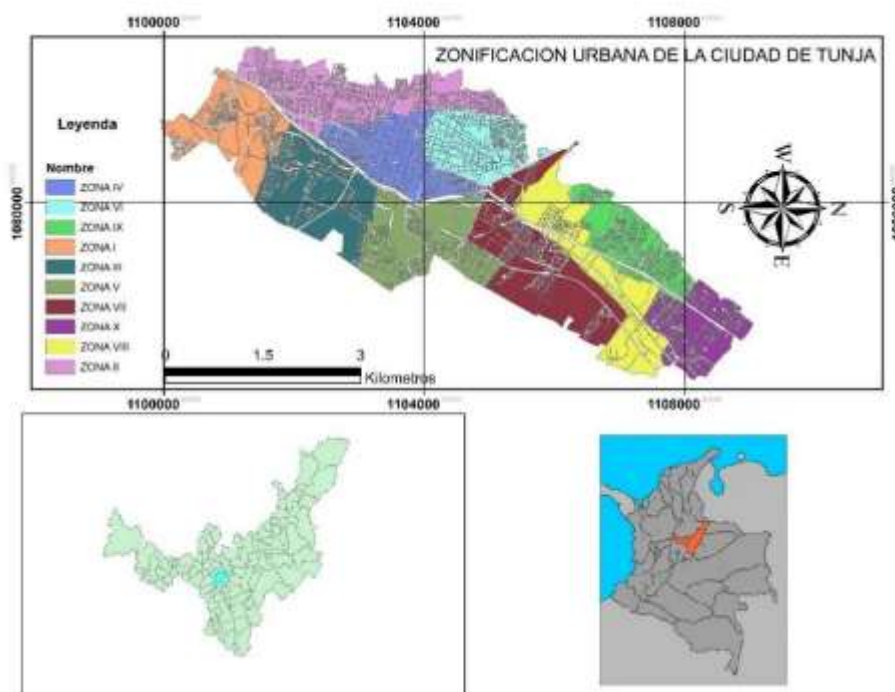 1100000 1104000 1108000
ZONIFICACION URBANA DE LA CIUDAD DE TUNJA
Leyenda
Nombre
ZONA IV
ZONA VI
ZONA IX
ZONA I
ZONA III
ZONA V
ZONA VII
ZONA X
ZONA VIII
ZONA II
1080000
W
S N
E
0 1.5 3
Kilometros
1100000 1104000 1108000